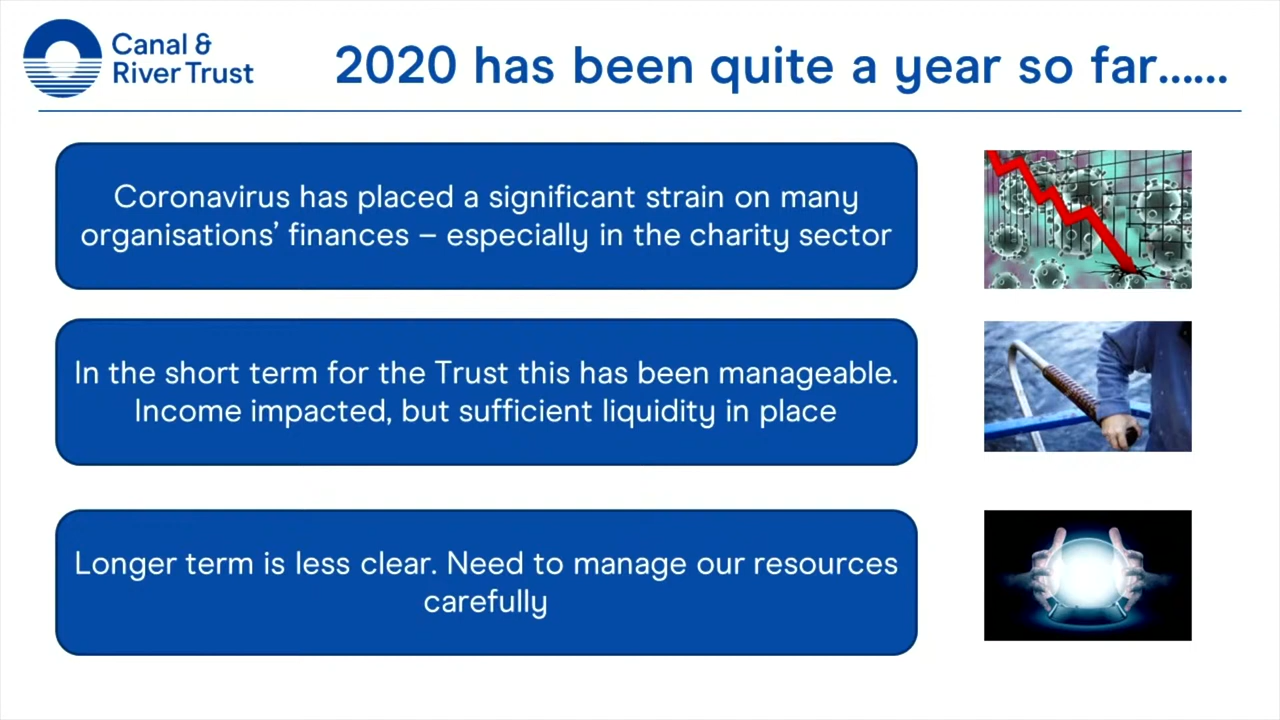 Canal &
River Trust
2020 has been quite a year so far......
Coronavirus has placed a significant strain on many
organisations’ finances – especially in the charity sector
In the short term for the Trust this has been manageable.
Income impacted, but sufficient liquidity in place
Longer term is less clear. Need to manage our resources
carefully